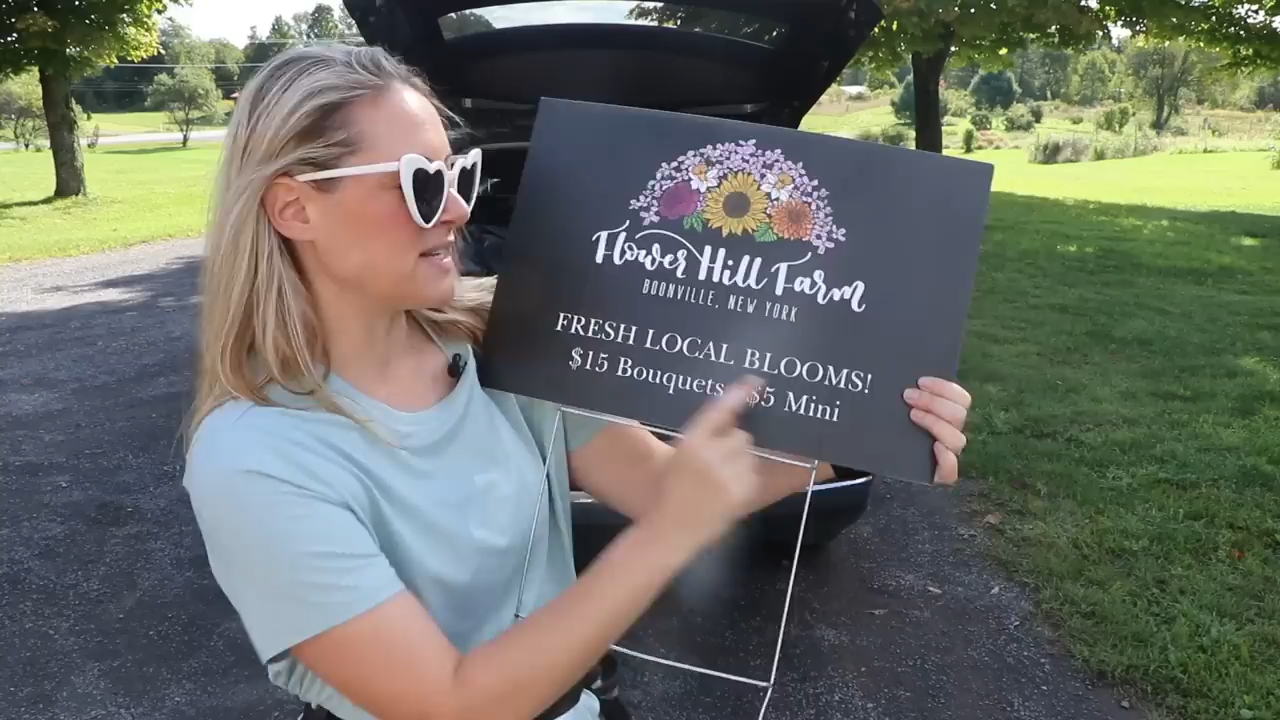 Flower Hill Farm
BOONVILLE, NEW YORK
FRESH LOCAL BLOOMS!
$15 Bouquets $5 Mini